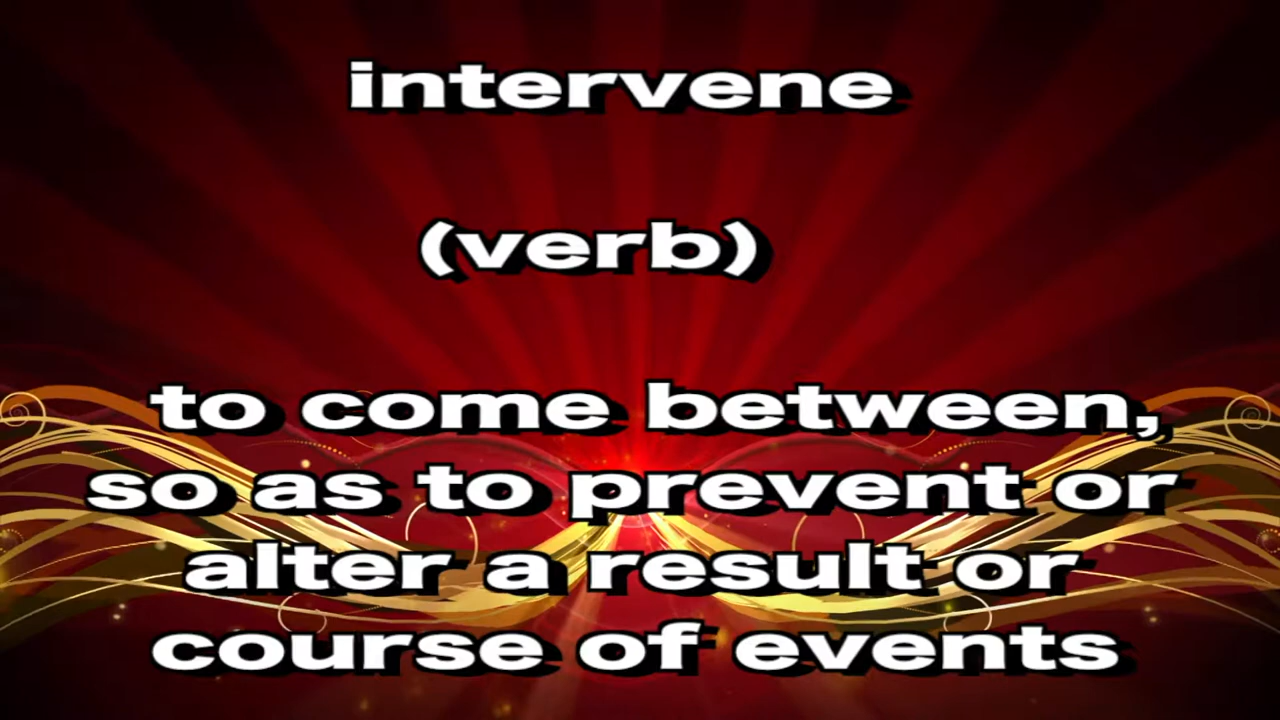 intervene
(verb)
to come between,
so as to prevent or
alter a result or
course of events